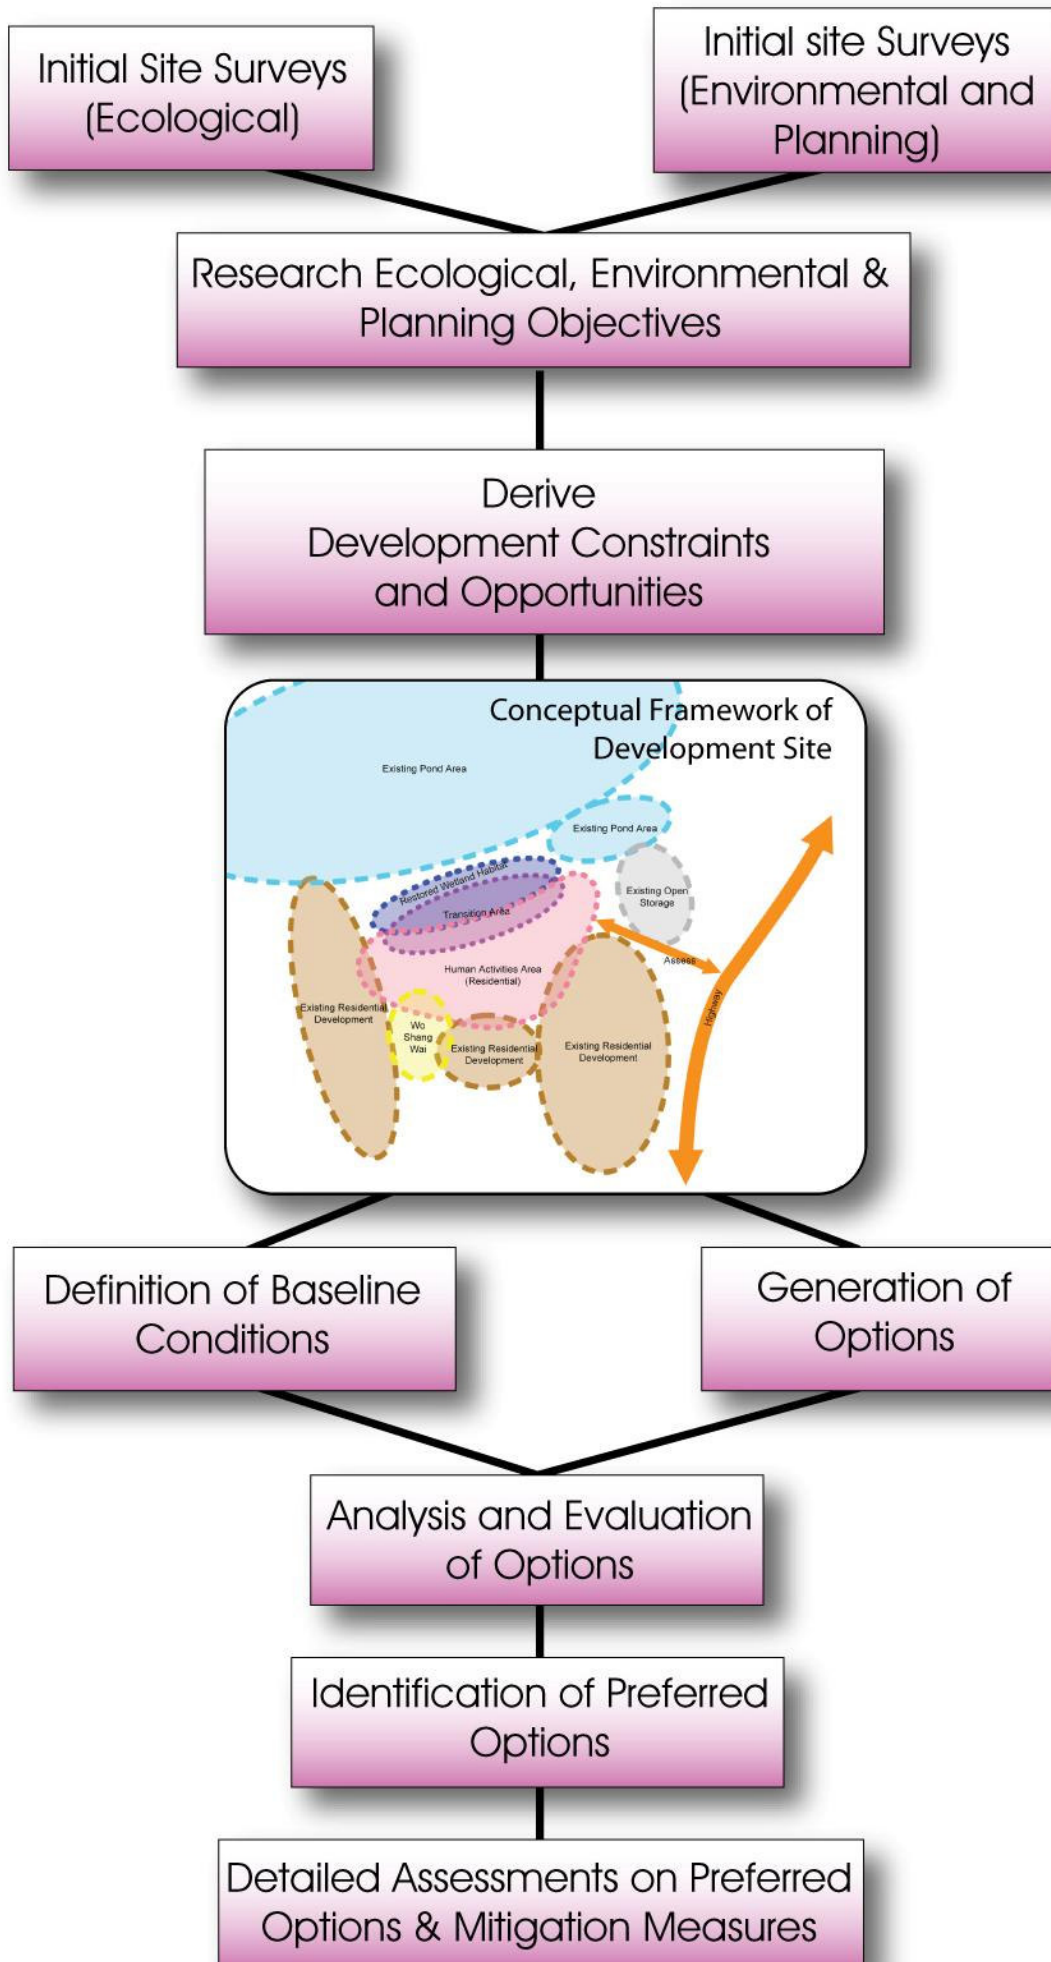 Initial Site Surveys
(Ecological)
Initial site Surveys
(Environmental and
Planning)
Research Ecological, Environmental &
Planning Objectives
Derive
Development Constraints
and Opportunities
Conceptual Framework of
Development Site
Existing Pond Area
Existing Pond Area
Restored Wetland Habitat
Existing Open
Storage
Transition Area
Assess
Human Activities Area
(Residential)
Highway
Existing Residential
Development
Wo
Shang
Wai
Existing Residential
Development
Existing Residential
Development
Definition of Baseline
Conditions
Generation of
Options
Analysis and Evaluation
of Options
Identification of Preferred
Options
Detailed Assessments on Preferred
Options & Mitigation Measures